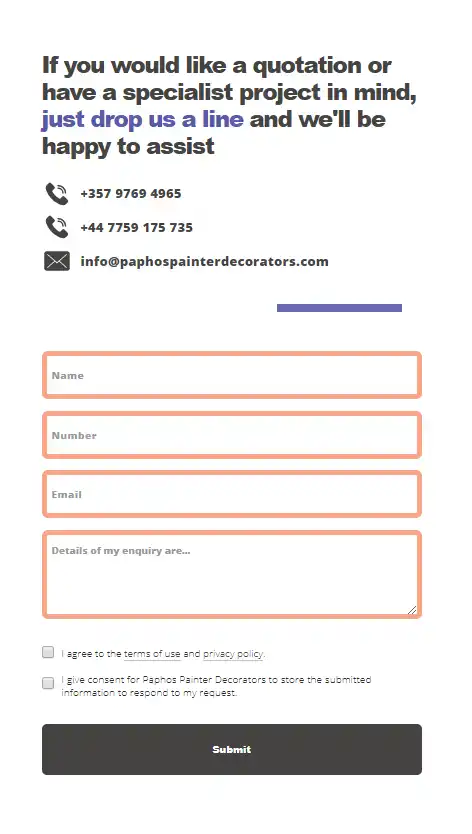 If you would like a quotation or
have a specialist project in mind,
just drop us a line and we'll be
happy to assist
+357 9769 4965
+44 7759 175 735
info@paphospainterdecorators.com
Name
Number
Email
Details of my enquiry are...
I agree to the terms of use and privacy policy.
I give consent for Paphos Painter Decorators to store the submitted
information to respond to my request.
Submit